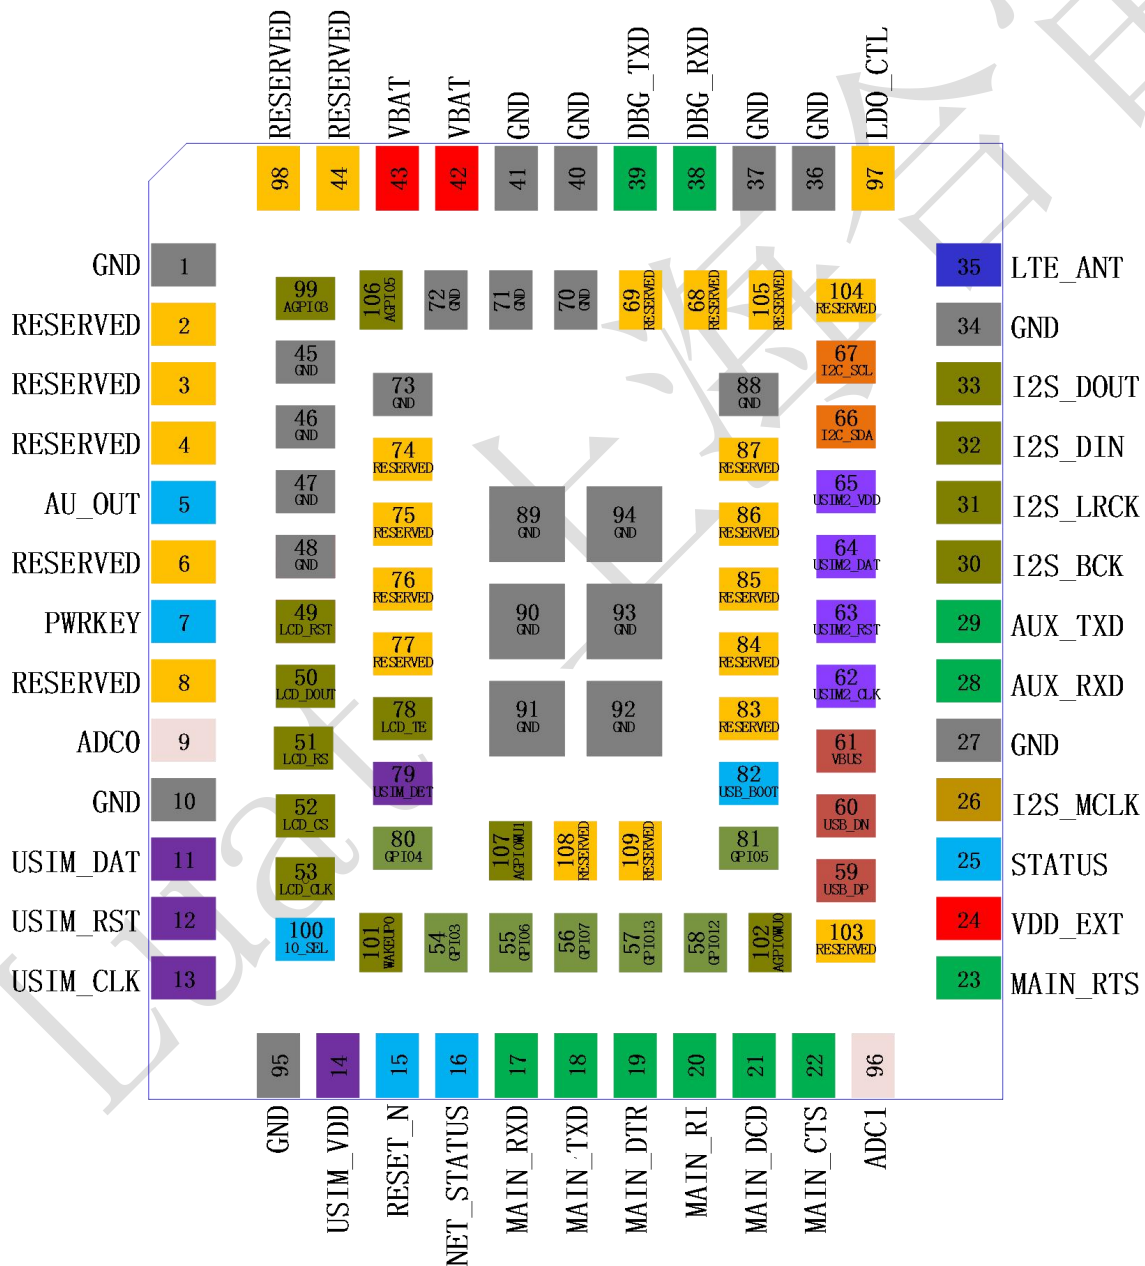 RESERVED
RESERVED
VBAT
VBAT
GND
GND
DBG_TXD
DBG_RXD
GND
GND
LDO_CTL
98
44
43
42
41
40
39
38
37
36
97
GND 1
RESERVED 2
RESERVED 3
RESERVED 4
AU_OUT 5
RESERVED 6
PWRKEY 7
RESERVED 8
ADC0 9
GND 10
USIM_DAT 11
USIM_RST 12
USIM_CLK 13
99
AGPIO3
45
GND
46
GND
47
GND
48
GND
49
LCD_RST
50
LCD_DOUT
51
LCD_RS
52
LCD_CS
53
LCD_CLK
100
IO_SEL
106
AGPIO5
72
GND
71
GND
70
GND
69
RESERVED
68
RESERVED
105
RESERVED
104
RESERVED
73
GND
74
RESERVED
75
RESERVED
76
RESERVED
77
RESERVED
78
LCD_TE
79
USIM_DET
80
GPIO4
89
GND
94
GND
90
GND
93
GND
91
GND
92
GND
88
GND
87
RESERVED
86
RESERVED
85
RESERVED
84
RESERVED
83
RESERVED
82
USB_BOOT
81
GPIO5
107
AGPIOWU1
108
RESERVED
109
RESERVED
101
WAKEUP0
54
GPIO3
55
GPIO6
56
GPIO7
57
GPIO13
58
GPIO12
102
AGPIOWU0
67
I2C_SCL
66
I2C_SDA
65
USIM2_VDD
64
USIM2_DAT
63
USIM2_RST
62
USIM2_CLK
61
VBUS
60
USB_DN
59
USB_DP
103
RESERVED
35 LTE_ANT
34 GND
33 I2S_DOUT
32 I2S_DIN
31 I2S_LRCK
30 I2S_BCK
29 AUX_TXD
28 AUX_RXD
27 GND
26 I2S_MCLK
25 STATUS
24 VDD_EXT
23 MAIN_RTS
95
14
15
16
17
18
19
20
21
22
96
GND
USIM_VDD
RESET_N
NET_STATUS
MAIN_RXD
MAIN_TXD
MAIN_DTR
MAIN_RI
MAIN_DCD
MAIN_CTS
ADC1
Luat 上海合